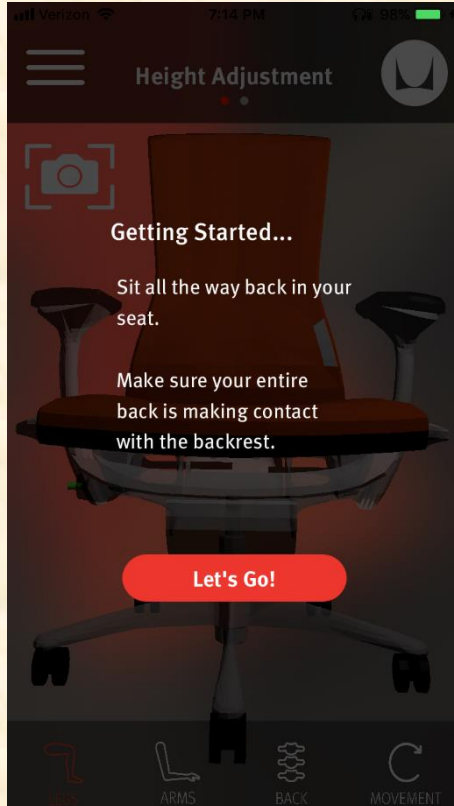 Verizon 7:14 PM 98%
Height Adjustment
Getting Started...
Sit all the way back in your
seat.
Make sure your entire
back is making contact
with the backrest.
Let's Go!
LEGS ARMS BACK MOVEMENT